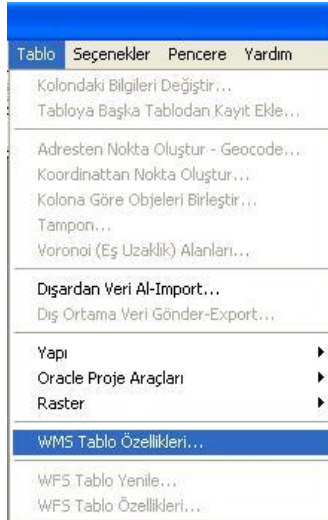 Tablo Seçenekler Pencere Yardım
Kolondaki Bilgileri Değiştir...
Tabloya Başka Tablodan Kayıt Ekle...
Adresten Nokta Oluştur - Geocode...
Koordinattan Nokta Oluştur...
Kolona Göre Objeleri Birleştir...
Tampon...
Voronoi (Eş Uzaklık) Alanları...
Dışardan Veri Al-Import...
Dış Ortama Veri Gönder-Export...
Yapı
Oracle Proje Araçları
Raster
WMS Tablo Özellikleri...
WFS Tablo Yenile...
WFS Tablo Özellikleri...